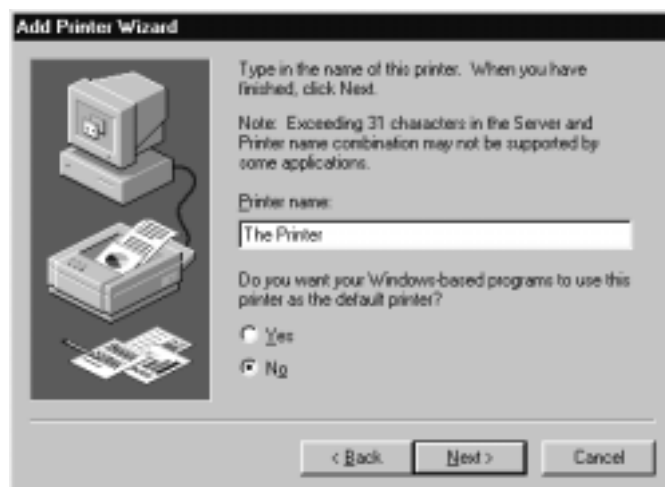 Add Printer Wizard
Type in the name of this printer. When you have
finished, click Next.
Note: Exceeding 31 characters in the Server and
Printer name combination may not be supported by
some applications.
Printer name:
The Printer
Do you want your Windows-based programs to use this
printer as the default printer?
Yes
No
< Back Next > Cancel